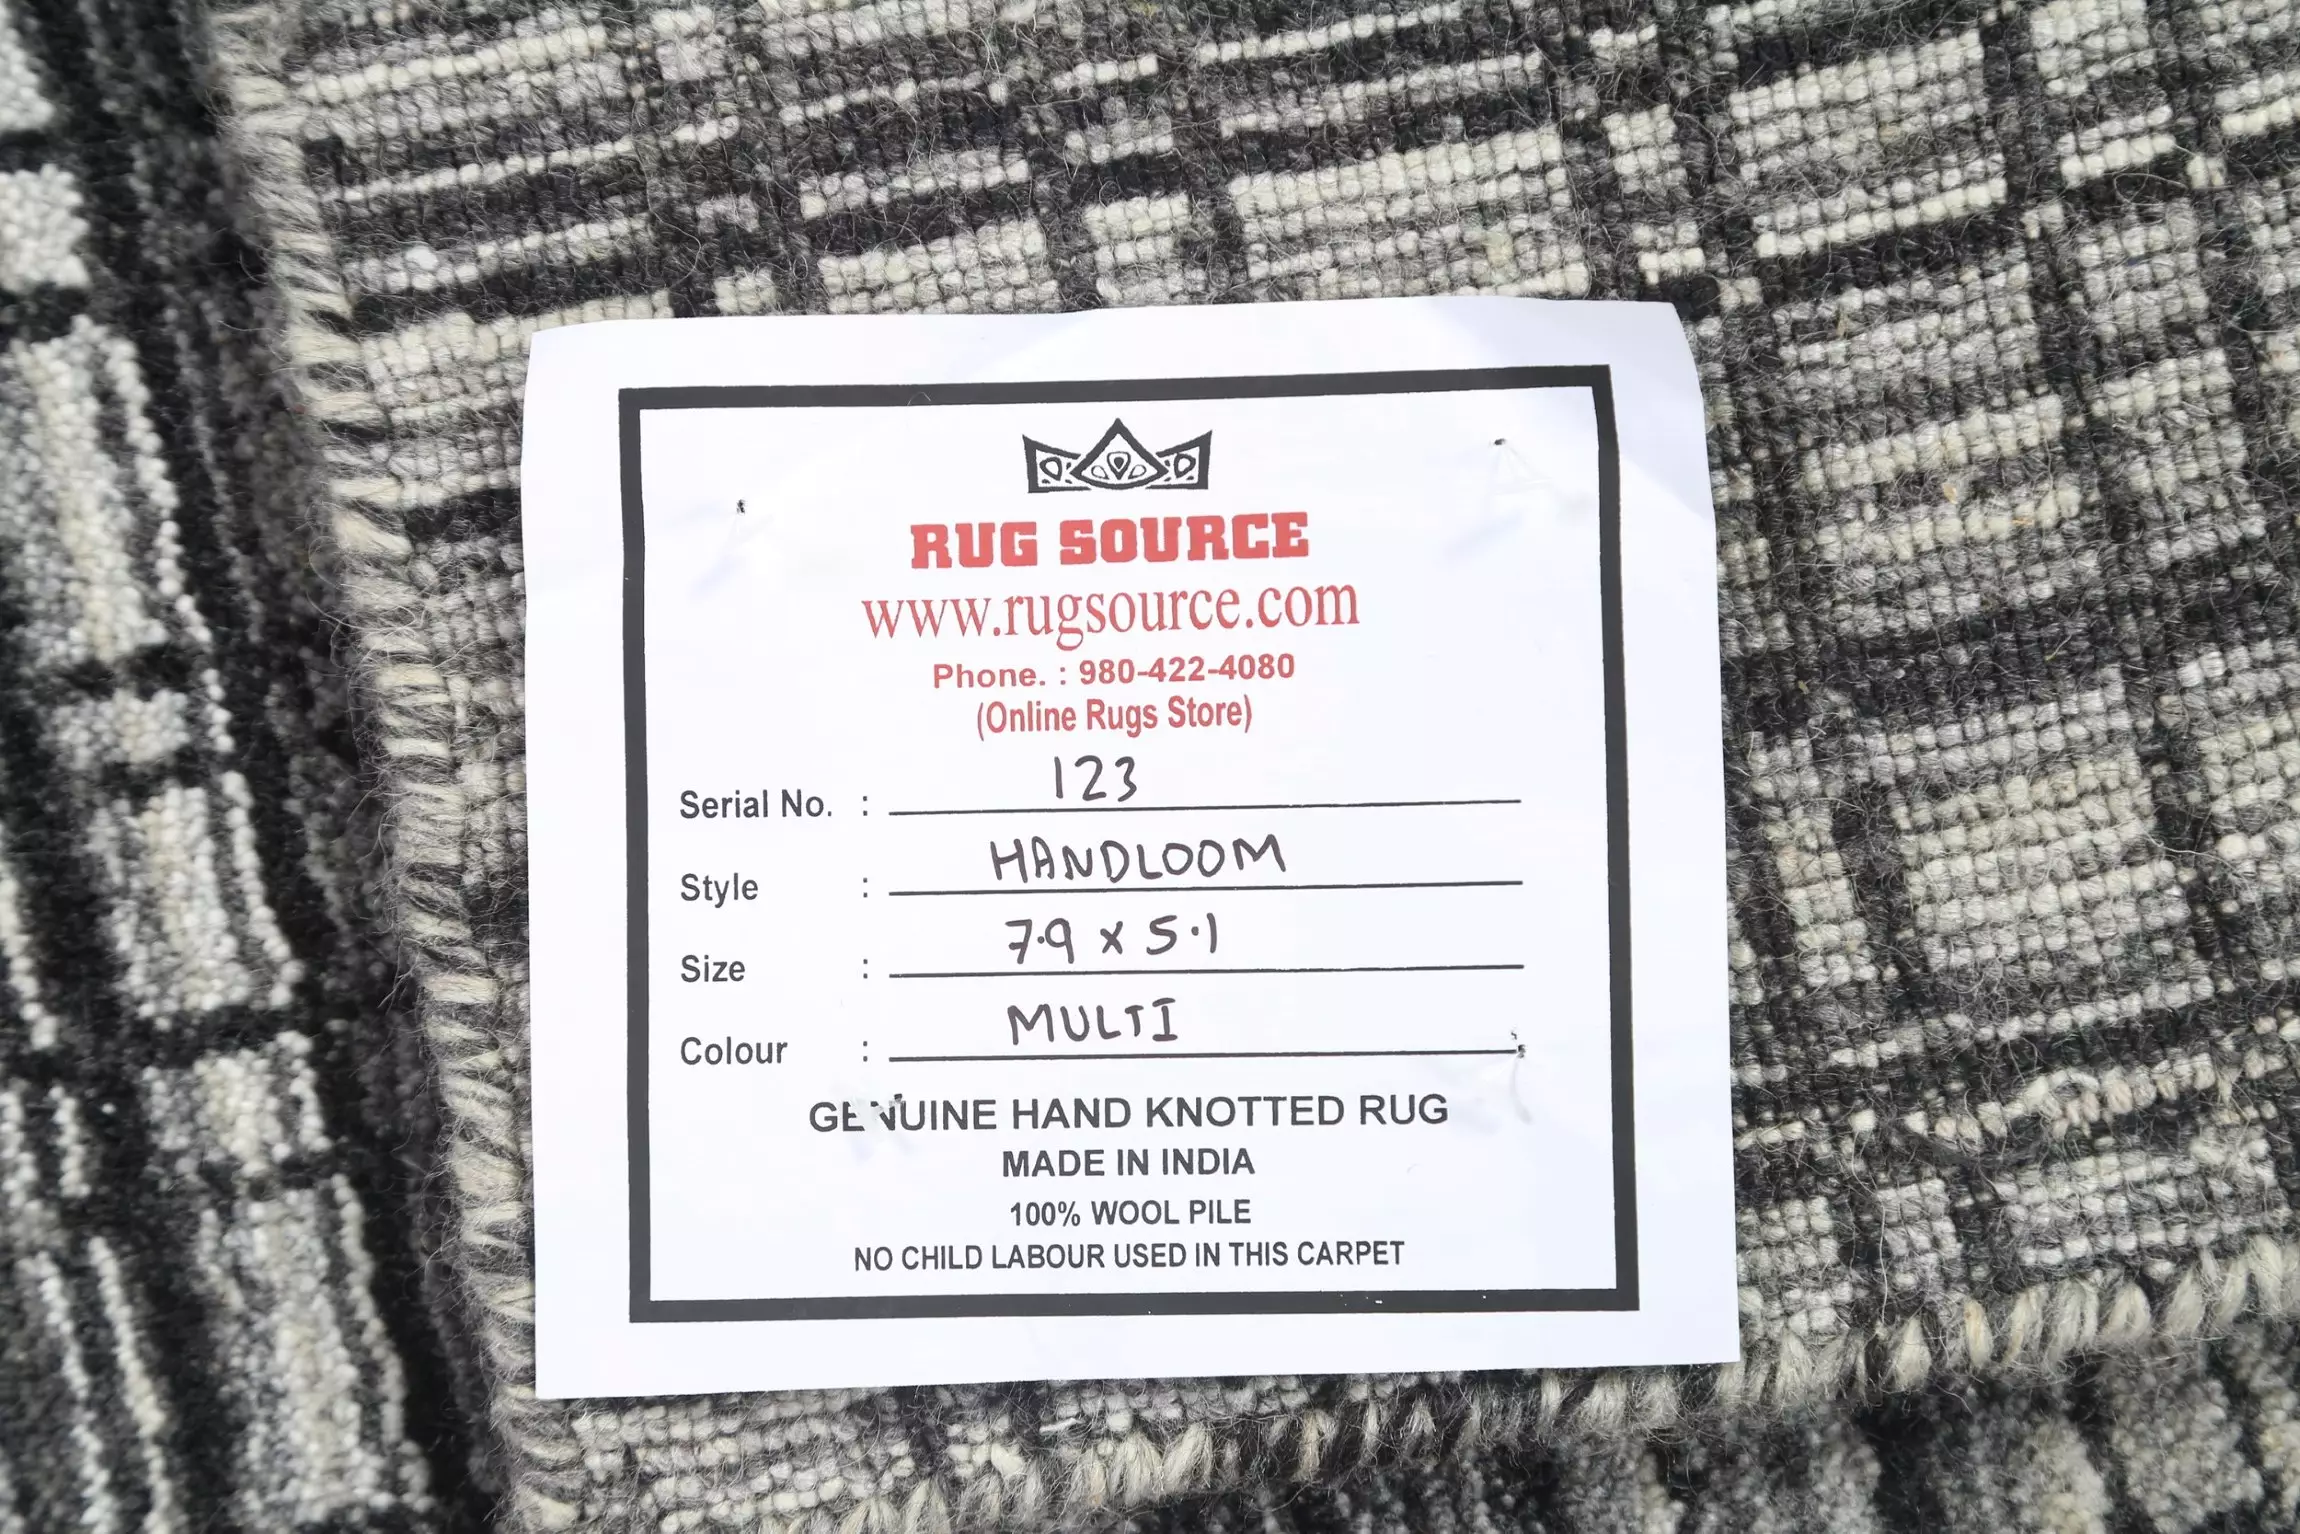 RUG SOURCE
www.rugsource.com
Phone. : 980-422-4080
(Online Rugs Store)
Serial No. : 123
Style : HANDLOOM
Size : 7.9 x 5.1
Colour : MULTI
GENUINE HAND KNOTTED RUG
MADE IN INDIA
100% WOOL PILE
NO CHILD LABOUR USED IN THIS CARPET